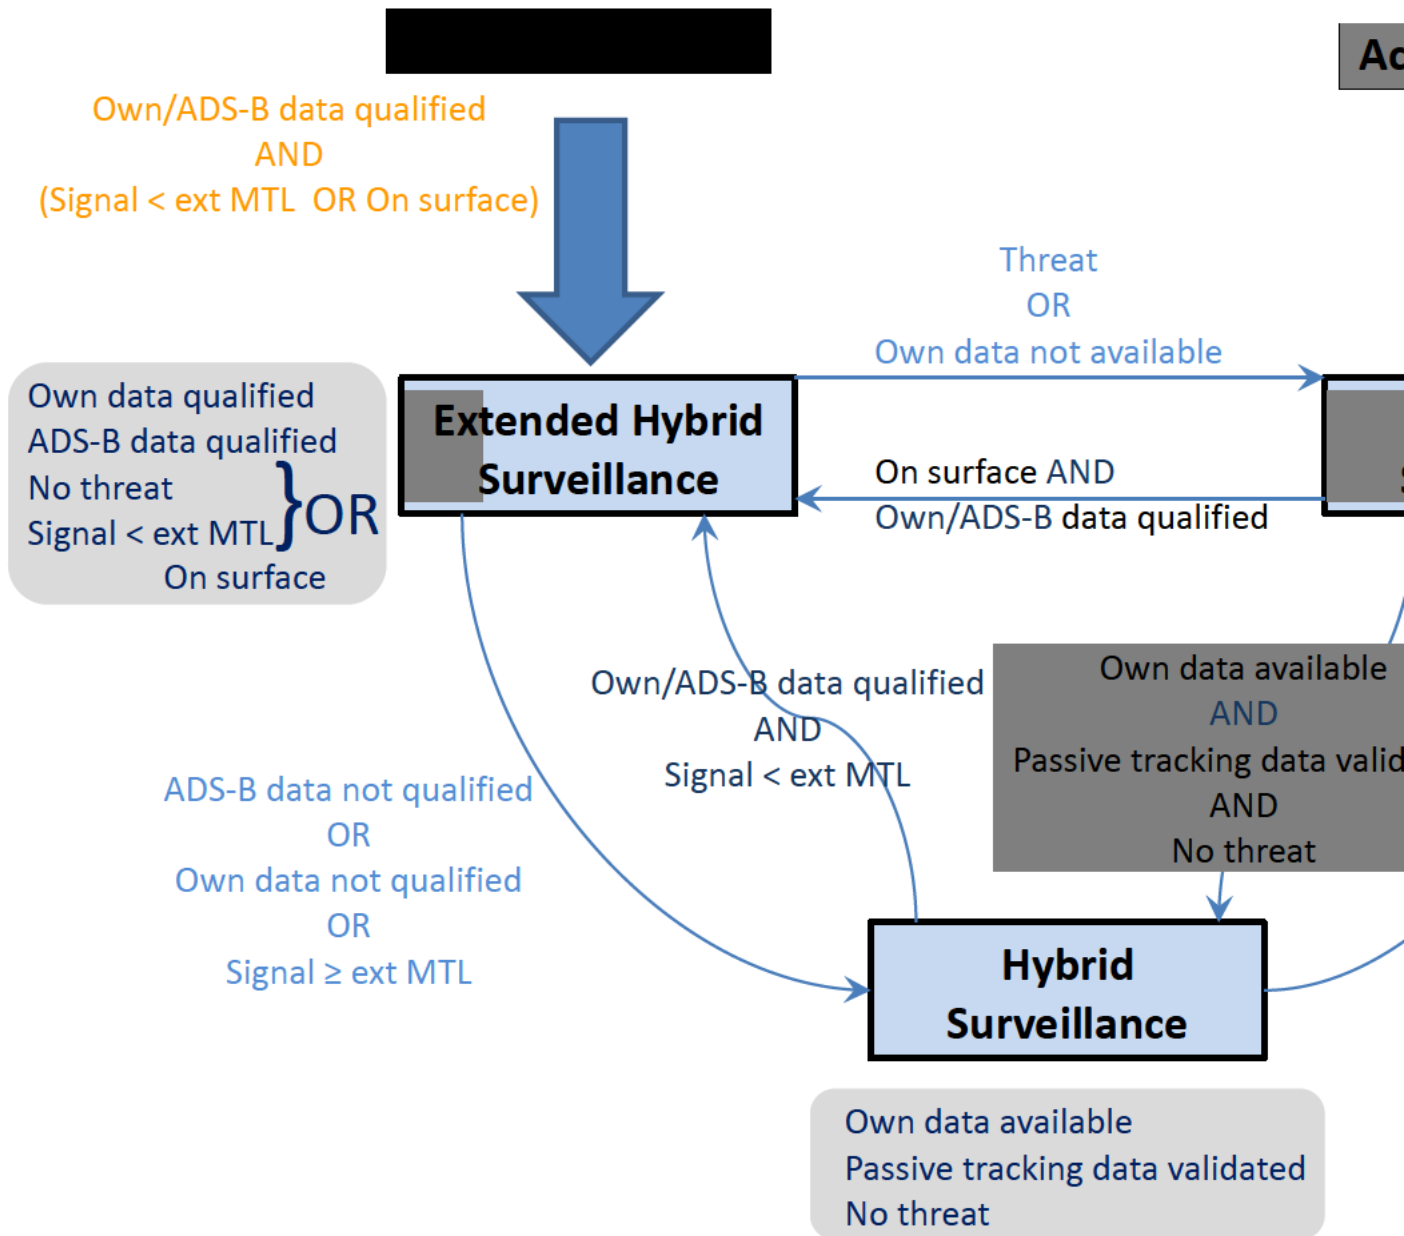 Own/ADS-B data qualified
AND
(Signal < ext MTL OR On surface)
Threat
OR
Own data not available
Own data qualified
ADS-B data qualified
No threat
Signal < ext MTL
} OR
On surface
Extended Hybrid
Surveillance
On surface AND
Own/ADS-B data qualified
Own/ADS-B data qualified
AND
Signal < ext MTL
Own data available
AND
Passive tracking data valid
AND
No threat
ADS-B data not qualified
OR
Own data not qualified
OR
Signal ≥ ext MTL
Hybrid
Surveillance
Own data available
Passive tracking data validated
No threat